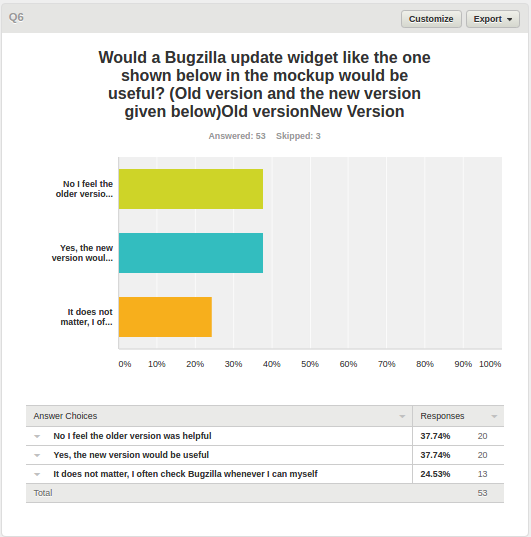 Q6
Customize
Export
Would a Bugzilla update widget like the one
shown below in the mockup would be
useful? (Old version and the new version
given below)Old versionNew Version
Answered: 53 Skipped: 3
No I feel the
older versio...
Yes, the new
version woul...
It does not
matter, I of...
0% 10% 20% 30% 40% 50% 60% 70% 80% 90% 100%
Answer Choices Responses
No I feel the older version was helpful 37.74% 20
Yes, the new version would be useful 37.74% 20
It does not matter, I often check Bugzilla whenever I can myself 24.53% 13
Total 53